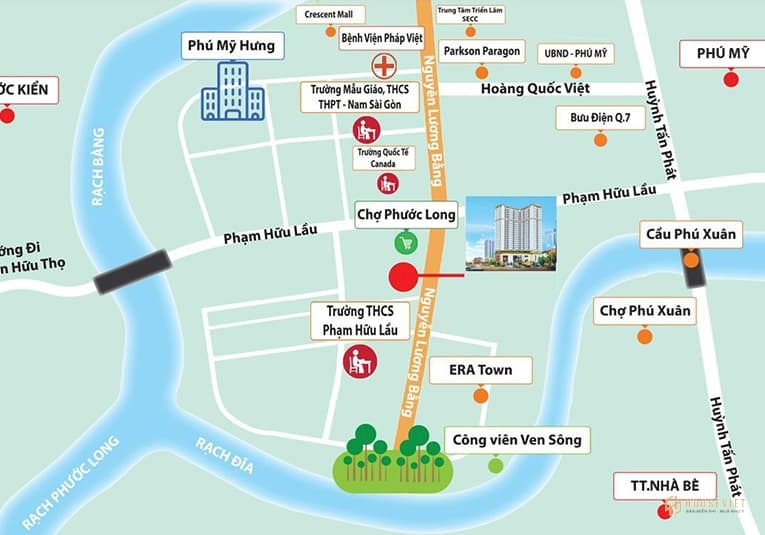 Crescent Mall
Trung Tâm Triển Lãm
SECC
Phú Mỹ Hưng
Bệnh Viện Pháp Việt
Parkson Paragon
UBND - PHÚ MỸ
PHÚ MỸ
ỚC KIỂN
Trường Mẫu Giáo, THCS
THPT - Nam Sài Gòn
Nguyễn Lương Bằng
Hoàng Quốc Việt
Huỳnh Tấn Phát
Bưu Điện Q.7
RẠCH BÀNG
Trường Quốc Tế
Canada
Phạm Hữu Lầu
Chợ Phước Long
Phạm Hữu Lầu
Cầu Phú Xuân
ớng Đi
n Hữu Thọ
Trường THCS
Phạm Hữu Lầu
Nguyễn Lương Bằng
Chợ Phú Xuân
ERA Town
Huỳnh Tấn Phát
Công viên Ven Sông
RẠCH ĐĨA
RẠCH PHƯỚC LONG
TT.NHÀ BÈ
HOUSEVIET